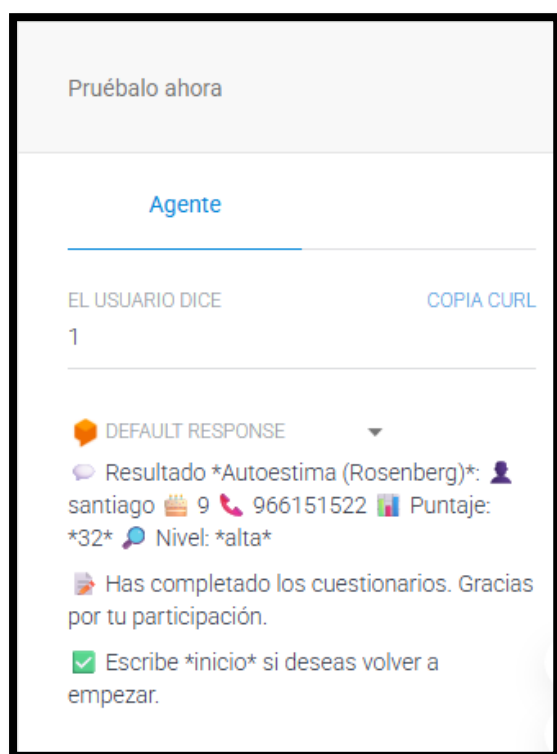 Pruébalo ahora
Agente
EL USUARIO DICE COPIA CURL
1
DEFAULT RESPONSE
💬 Resultado *Autoestima (Rosenberg)*: 👤
santiago 🎂 9 📞 966151522 📊 Puntaje:
*32* 🔎 Nivel: *alta*
📝 Has completado los cuestionarios. Gracias
por tu participación.
✅ Escribe *inicio* si deseas volver a
empezar.